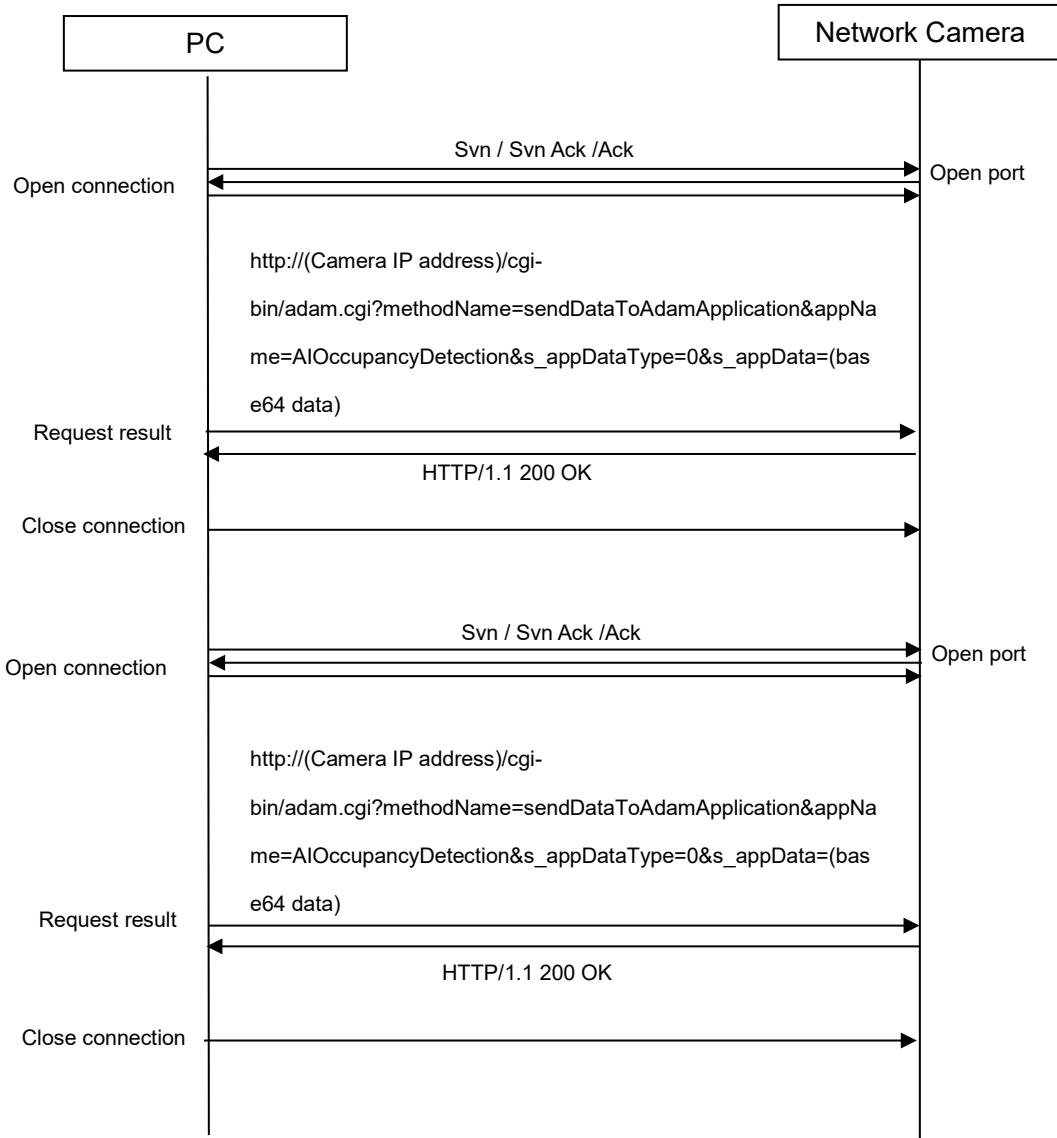 PC
Network Camera
Svn / Svn Ack /Ack
Open connection
Open port
http://(Camera IP address)/cgi-
bin/adam.cgi?methodName=sendDataToAdamApplication&appNa
me=AIOccupancyDetection&s_appDataType=0&s_appData=(bas
e64 data)
Request result
HTTP/1.1 200 OK
Close connection
Svn / Svn Ack /Ack
Open connection
Open port
http://(Camera IP address)/cgi-
bin/adam.cgi?methodName=sendDataToAdamApplication&appNa
me=AIOccupancyDetection&s_appDataType=0&s_appData=(bas
e64 data)
Request result
HTTP/1.1 200 OK
Close connection